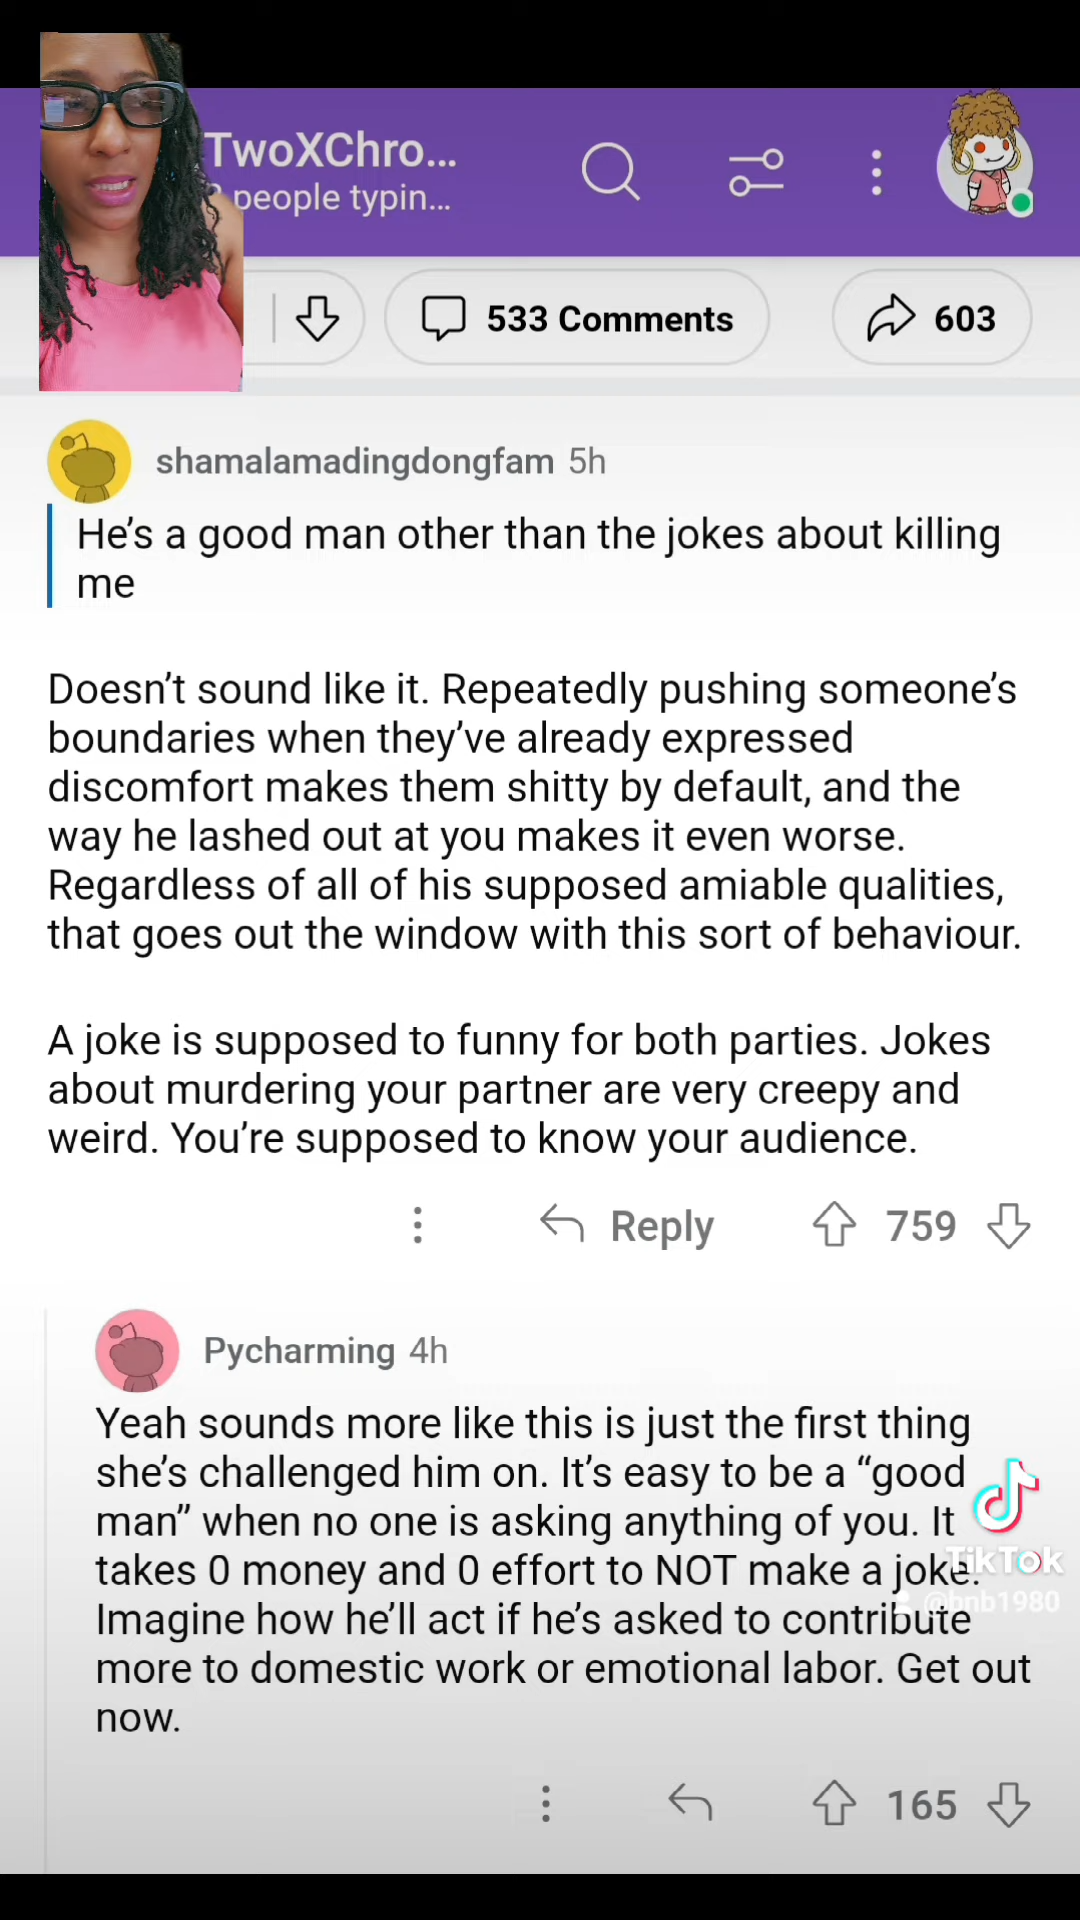 TwoXChro...
people typin...
533 Comments
603
shamalamadingdongfam 5h
He's a good man other than the jokes about killing
me
Doesn't sound like it. Repeatedly pushing someone's
boundaries when they've already expressed
discomfort makes them shitty by default, and the
way he lashed out at you makes it even worse.
Regardless of all of his supposed amiable qualities,
that goes out the window with this sort of behaviour.
A joke is supposed to funny for both parties. Jokes
about murdering your partner are very creepy and
weird. You're supposed to know your audience.
Reply
759
Pycharming 4h
Yeah sounds more like this is just the first thing
she's challenged him on. It's easy to be a “good
man” when no one is asking anything of you. It
takes 0 money and 0 effort to NOT make a joke.
Imagine how he'll act if he's asked to contribute
more to domestic work or emotional labor. Get out
now.
TikTok
@bnb1980
165